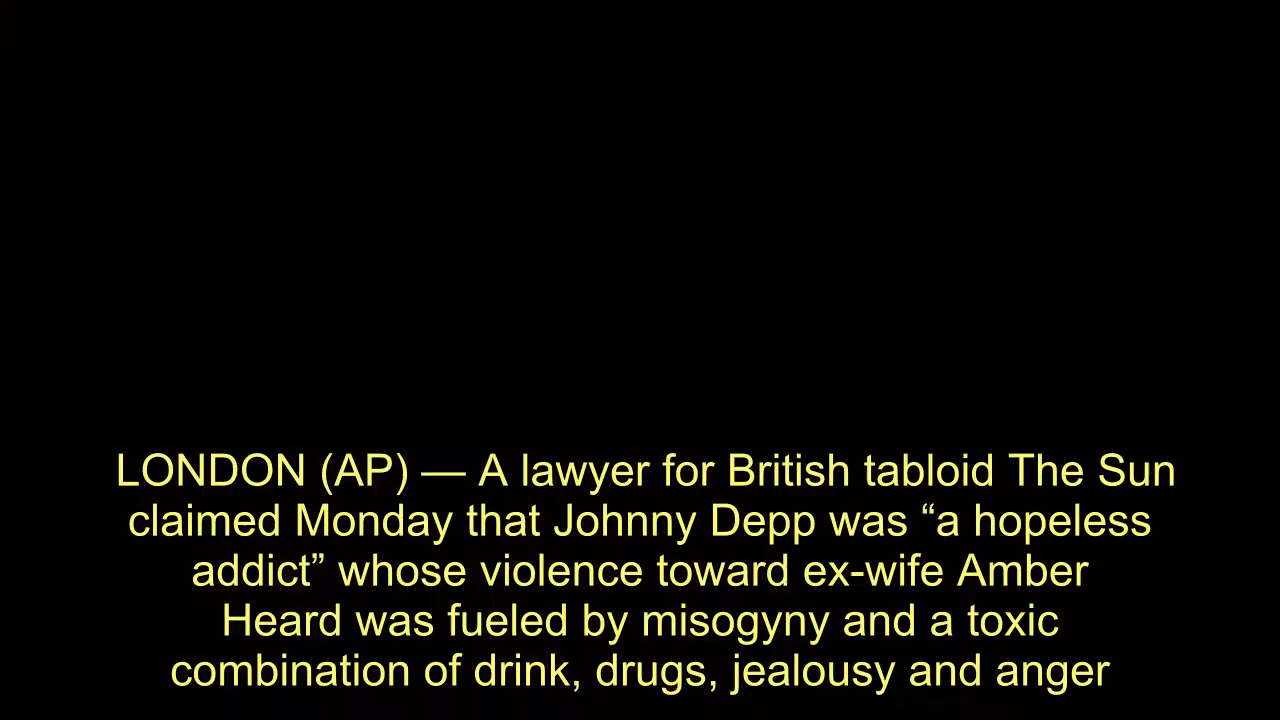 LONDON (AP) — A lawyer for British tabloid The Sun
claimed Monday that Johnny Depp was “a hopeless
addict” whose violence toward ex-wife Amber
Heard was fueled by misogyny and a toxic
combination of drink, drugs, jealousy and anger